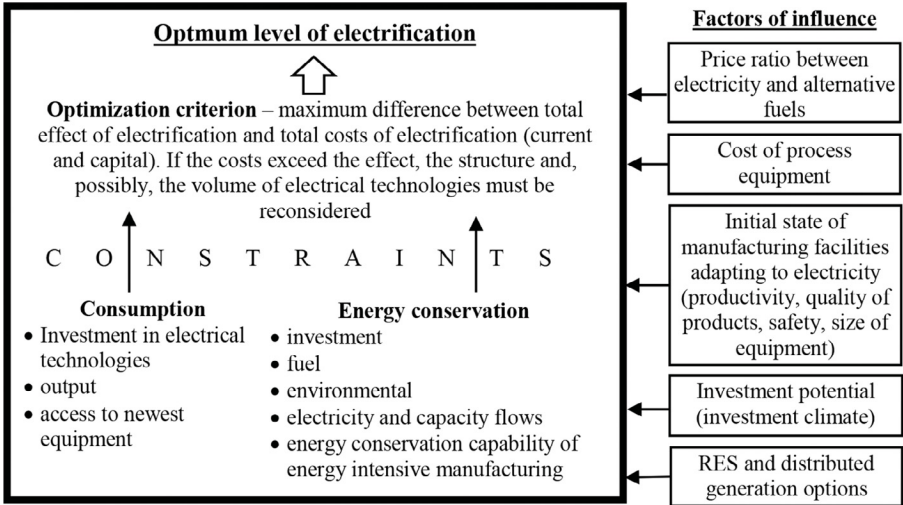 Optmum level of electrification
Optimization criterion – maximum difference between total
effect of electrification and total costs of electrification (current
and capital). If the costs exceed the effect, the structure and,
possibly, the volume of electrical technologies must be
reconsidered
C O N S T R A I N T S
Consumption
• Investment in electrical
technologies
• output
• access to newest
equipment
Energy conservation
• investment
• fuel
• environmental
• electricity and capacity flows
• energy conservation capability of
energy intensive manufacturing
Factors of influence
Price ratio between
electricity and alternative
fuels
Cost of process
equipment
Initial state of
manufacturing facilities
adapting to electricity
(productivity, quality of
products, safety, size of
equipment)
Investment potential
(investment climate)
RES and distributed
generation options